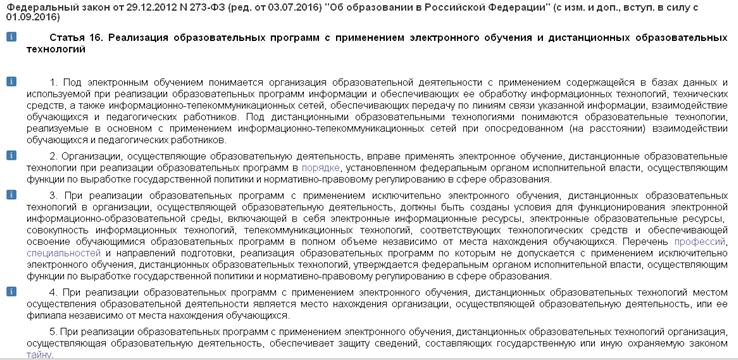 Федеральный закон от 29.12.2012 N 273-ФЗ (ред. от 03.07.2016) "Об образовании в Российской Федерации" (с изм. и доп., вступ. в силу с
01.09.2016)
Статья 16. Реализация образовательных программ с применением электронного обучения и дистанционных образовательных
технологий
1. Под электронным обучением понимается организация образовательной деятельности с применением содержащейся в базах данных и
используемой при реализации образовательных программ информации и обеспечивающих ее обработку информационных технологий, технических
средств, а также информационно-телекоммуникационных сетей, обеспечивающих передачу по линиям связи указанной информации, взаимодействие
обучающихся и педагогических работников. Под дистанционными образовательными технологиями понимаются образовательные технологии,
реализуемые в основном с применением информационно-телекоммуникационных сетей при опосредованном (на расстоянии) взаимодействии
обучающихся и педагогических работников.
2. Организации, осуществляющие образовательную деятельность, вправе применять электронное обучение, дистанционные образовательные
технологии при реализации образовательных программ в порядке, установленном федеральным органом исполнительной власти, осуществляющим
функции по выработке государственной политики и нормативно-правовому регулированию в сфере образования.
3. При реализации образовательных программ с применением исключительно электронного обучения, дистанционных образовательных
технологий в организации, осуществляющей образовательную деятельность, должны быть созданы условия для функционирования электронной
информационно-образовательной среды, включающей в себя электронные информационные ресурсы, электронные образовательные ресурсы,
совокупность информационных технологий, телекоммуникационных технологий, соответствующих технологических средств и обеспечивающей
освоение обучающимися образовательных программ в полном объеме независимо от места нахождения обучающихся. Перечень профессий,
специальностей и направлений подготовки, реализация образовательных программ по которым не допускается с применением исключительно
электронного обучения, дистанционных образовательных технологий, утверждается федеральным органом исполнительной власти, осуществляющим
функции по выработке государственной политики и нормативно-правовому регулированию в сфере образования.
4. При реализации образовательных программ с применением электронного обучения, дистанционных образовательных технологий местом
осуществления образовательной деятельности является место нахождения организации, осуществляющей образовательную деятельность, или ее
филиала независимо от места нахождения обучающихся.
5. При реализации образовательных программ с применением электронного обучения, дистанционных образовательных технологий организация,
осуществляющая образовательную деятельность, обеспечивает защиту сведений, составляющих государственную или иную охраняемую законом
тайну.